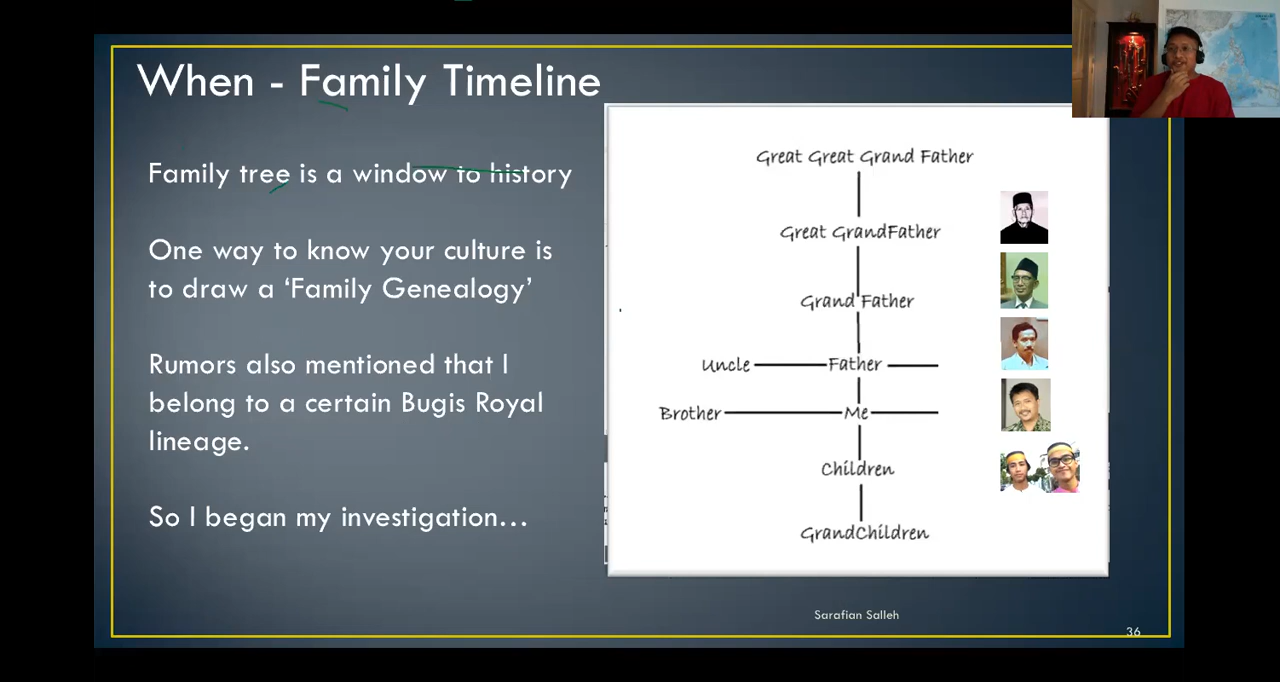 When - Family Timeline
Family tree is a window to history
One way to know your culture is
to draw a ‘Family Genealogy’
Rumors also mentioned that I
belong to a certain Bugis Royal
lineage.
So I began my investigation...
Great Great Grand Father
Great GrandFather
Grand Father
Uncle Father
Brother Me
Children
GrandChildren
Sarafian Salleh
36